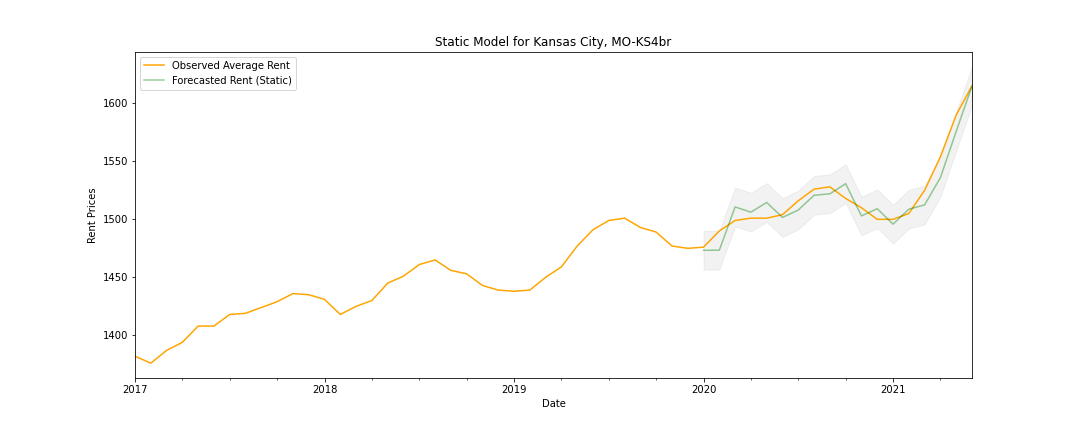 Static Model for Kansas City, MO-KS4br
Observed Average Rent
Forecasted Rent (Static)
1600
1550
1500
1450
1400
Rent Prices
2017
2018
2019
2020
2021
Date